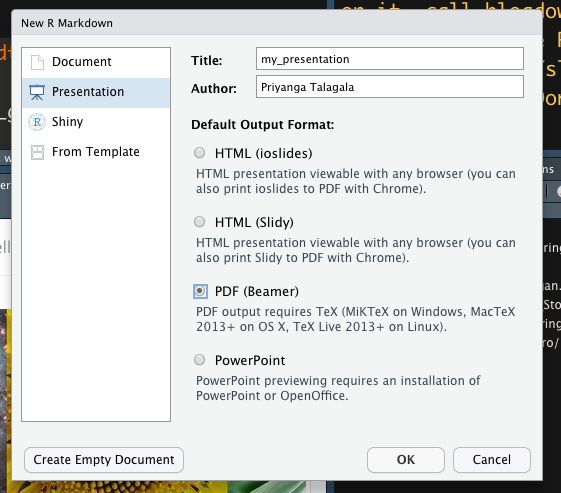 New R Markdown
Document
Presentation
Shiny
From Template
Title:
my_presentation
Author:
Priyanga Talagala
Default Output Format:
HTML (ioslides)
HTML presentation viewable with any browser (you can
also print ioslides to PDF with Chrome).
HTML (Slidy)
HTML presentation viewable with any browser (you can
also print Slidy to PDF with Chrome).
PDF (Beamer)
PDF output requires TeX (MiKTeX on Windows, MacTeX
2013+ on OS X, TeX Live 2013+ on Linux).
PowerPoint
PowerPoint previewing requires an installation of
PowerPoint or OpenOffice.
Create Empty Document
OK
Cancel